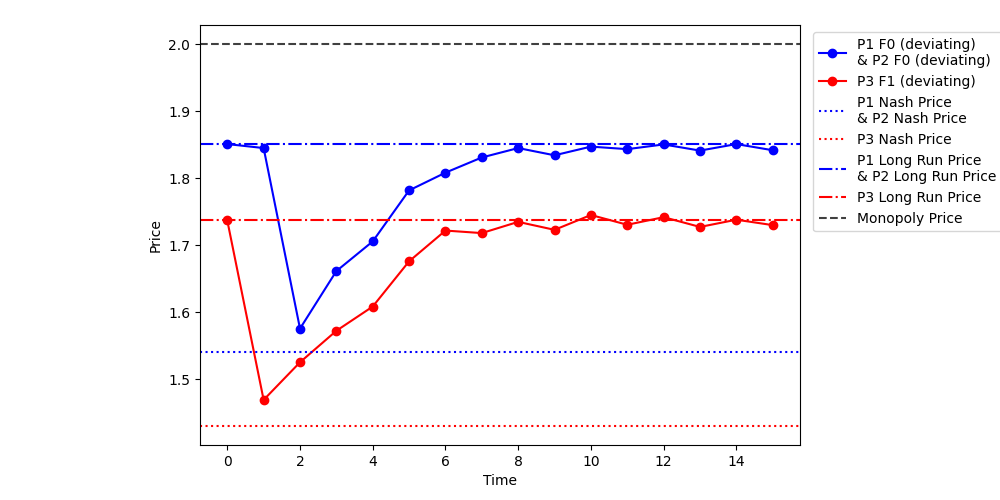 2.0
1.9
1.8
1.7
1.6
1.5
Price
0
2
4
6
8
10
12
14
Time
P1 F0 (deviating)
& P2 F0 (deviating)
P3 F1 (deviating)
P1 Nash Price
& P2 Nash Price
P3 Nash Price
P1 Long Run Price
& P2 Long Run Price
P3 Long Run Price
Monopoly Price